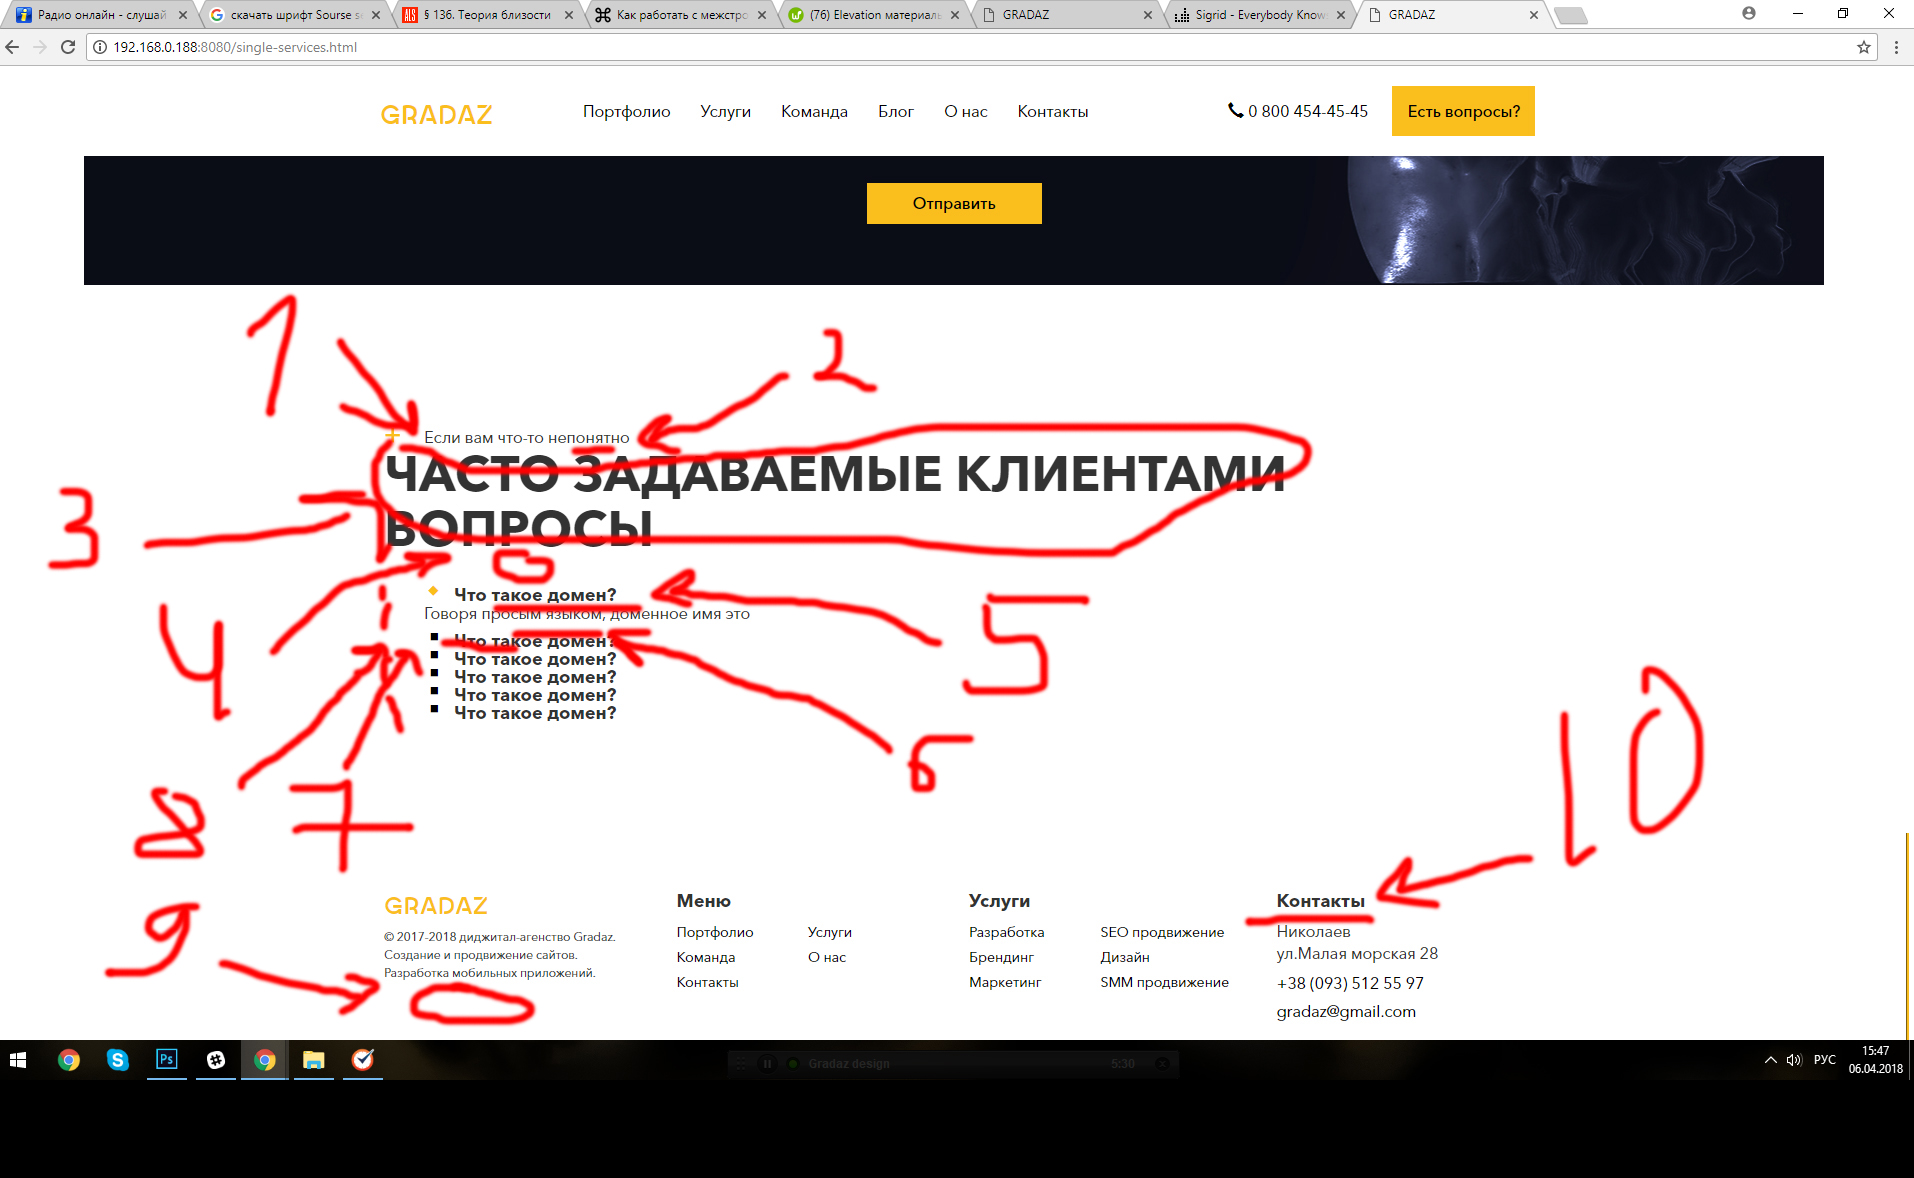 Радио онлайн - слушай
скачать шрифт Sourse s
§ 136. Теория близости
Как работать с межстро
(76) Elevation материаль
GRADAZ
Sigrid - Everybody Know
GRADAZ
192.168.0.188:8080/single-services.html
GRADAZ
Портфолио Услуги Команда Блог О нас Контакты
0 800 454-45-45
Есть вопросы?
Отправить
1
2
Если вам что-то непонятно
ЧАСТО ЗАДАВАЕМЫЕ КЛИЕНТАМИ
ВОПРОСЫ
3
4
Что такое домен?
Говоря просым языком, доменное имя это
Что такое домен?
Что такое домен?
Что такое домен?
Что такое домен?
Что такое домен?
5
6
7
8
9
10
GRADAZ
© 2017-2018 диджитал-агенство Gradaz.
Создание и продвижение сайтов.
Разработка мобильных приложений.
Меню
Портфолио Услуги
Команда О нас
Контакты
Услуги
Разработка SEO продвижение
Брендинг Дизайн
Маркетинг SMM продвижение
Контакты
Николаев
ул.Малая морская 28
+38 (093) 512 55 97
gradaz@gmail.com
Ps
Gradaz design 5:30
РУС
15:47
06.04.2018